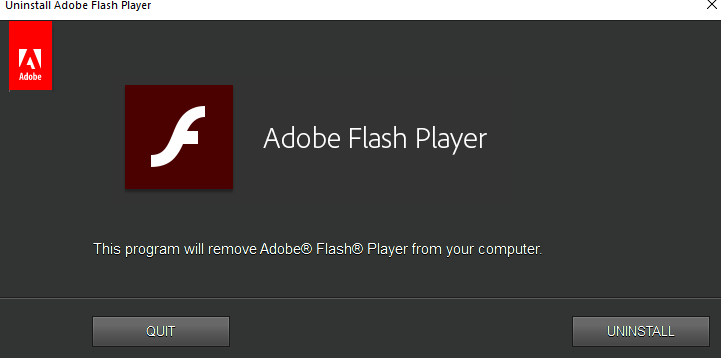 Uninstall Adobe Flash Player
Adobe
Adobe Flash Player
This program will remove Adobe® Flash® Player from your computer.
QUIT
UNINSTALL